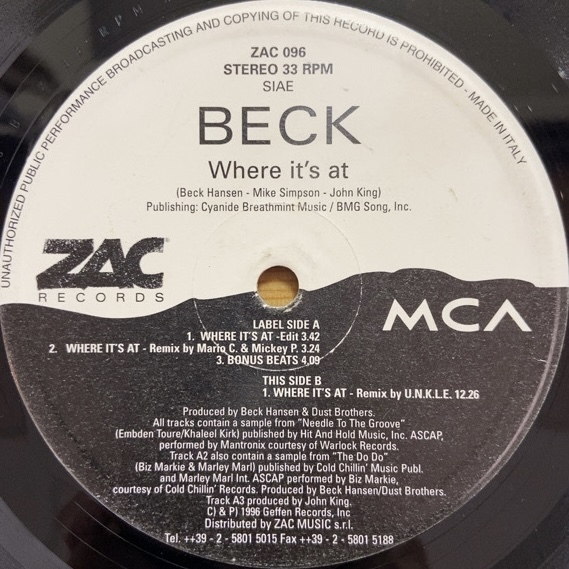 UNAUTHORIZED PUBLIC PERFORMANCE BROADCASTING AND COPYING OF THIS RECORD IS PROHIBITED - MADE IN ITALY
ZAC 096
STEREO 33 RPM
SIAE
BECK
Where it's at
(Beck Hansen - Mike Simpson - John King)
Publishing: Cyanide Breathmint Music / BMG Song, Inc.
ZAC
RECORDS
MCA
LABEL SIDE A
1. WHERE IT'S AT -Edit 3.42
2. WHERE IT'S AT - Remix by Mario C. & Mickey P. 3.24
3. BONUS BEATS 4,09
THIS SIDE B
1. WHERE IT'S AT - Remix by U.N.K.L.E. 12.26
Produced by Beck Hansen & Dust Brothers.
All tracks contain a sample from "Needle To The Groove"
(Embden Toure/Khaleel Kirk) published by Hit And Hold Music, Inc. ASCAP,
performed by Mantronix courtesy of Warlock Records.
Track A2 also contain a sample from "The Do Do"
(Biz Markie & Marley Marl) published by Cold Chillin' Music Publ.
and Marley Marl Int. ASCAP performed by Biz Markie,
courtesy of Cold Chillin' Records. Produced by Beck Hansen/Dust Brothers.
Track A3 produced by John King.
C) & P) 1996 Geffen Records, Inc
Distributed by ZAC MUSIC s.r.l.
Tel. ++39 - 2 - 5801 5015 Fax ++39 - 2 - 5801 5188